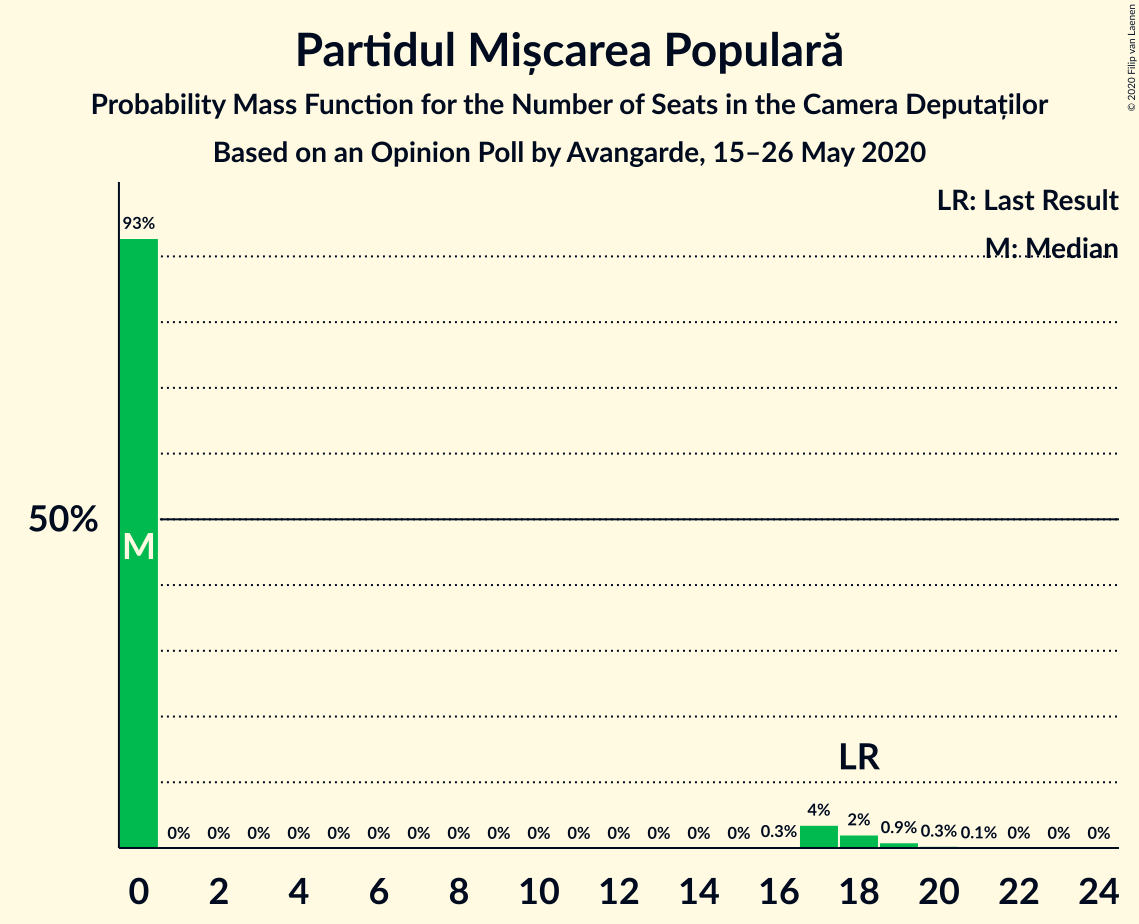 Partidul Mișcarea Populară
Probability Mass Function for the Number of Seats in the Camera Deputaților
Based on an Opinion Poll by Avangarde, 15–26 May 2020
© 2020 Filip van Laenen
LR: Last Result
M: Median
93%
50%
M
LR
0% 0% 0% 0% 0% 0% 0% 0% 0% 0% 0% 0% 0% 0% 0% 0.3% 4% 2% 0.9% 0.3% 0.1% 0% 0% 0%
0 2 4 6 8 10 12 14 16 18 20 22 24